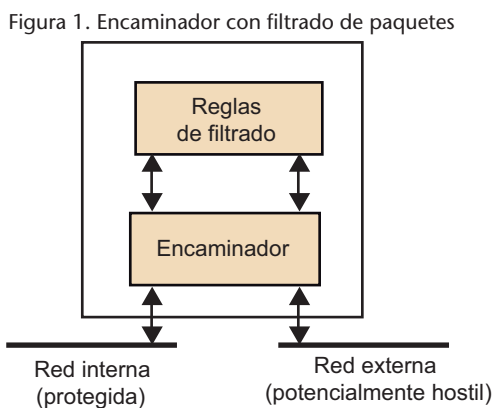 Figura 1. Encaminador con filtrado de paquetes
Reglas
de filtrado
Encaminador
Red interna
(protegida)
Red externa
(potencialmente hostil)